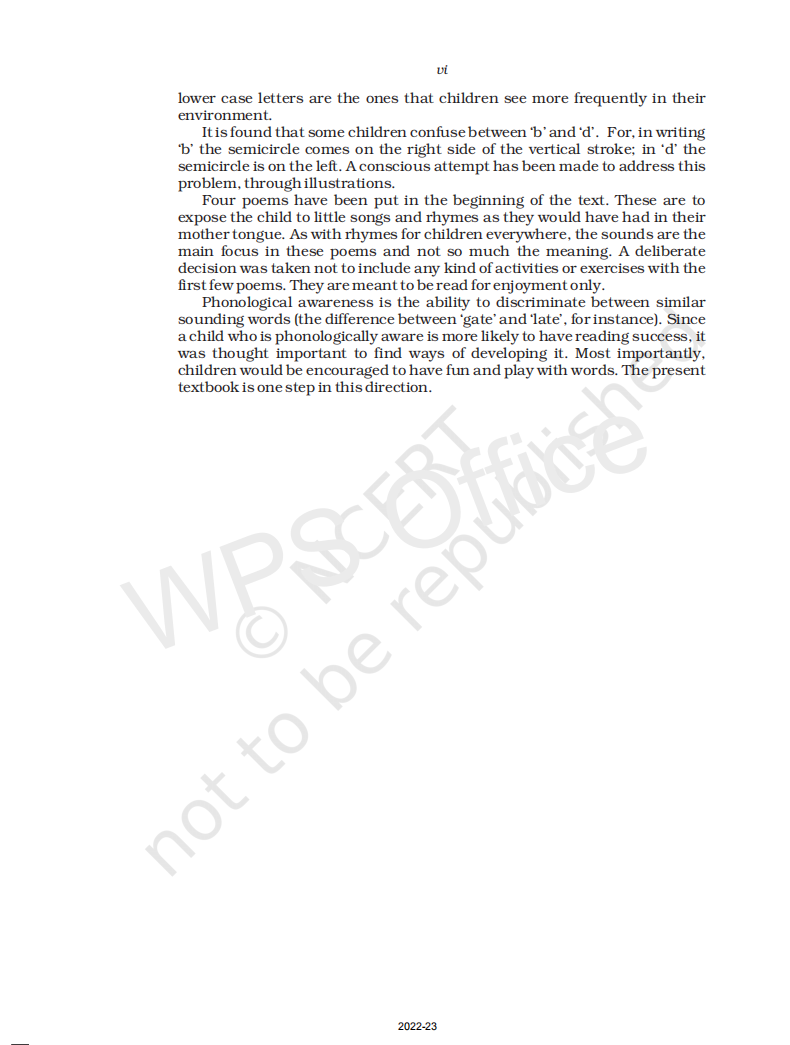 vi
lower case letters are the ones that children see more frequently in their
environment.
It is found that some children confuse between ‘b’ and ‘d’. For, in writing
‘b’ the semicircle comes on the right side of the vertical stroke; in ‘d’ the
semicircle is on the left. A conscious attempt has been made to address this
problem, through illustrations.
Four poems have been put in the beginning of the text. These are to
expose the child to little songs and rhymes as they would have had in their
mother tongue. As with rhymes for children everywhere, the sounds are the
main focus in these poems and not so much the meaning. A deliberate
decision was taken not to include any kind of activities or exercises with the
first few poems. They are meant to be read for enjoyment only.
Phonological awareness is the ability to discriminate between similar
sounding words (the difference between ‘gate’ and ‘late’, for instance). Since
a child who is phonologically aware is more likely to have reading success, it
was thought important to find ways of developing it. Most importantly,
children would be encouraged to have fun and play with words. The present
textbook is one step in this direction.
WPS Office
© NCERT
not to be republished
2022-23